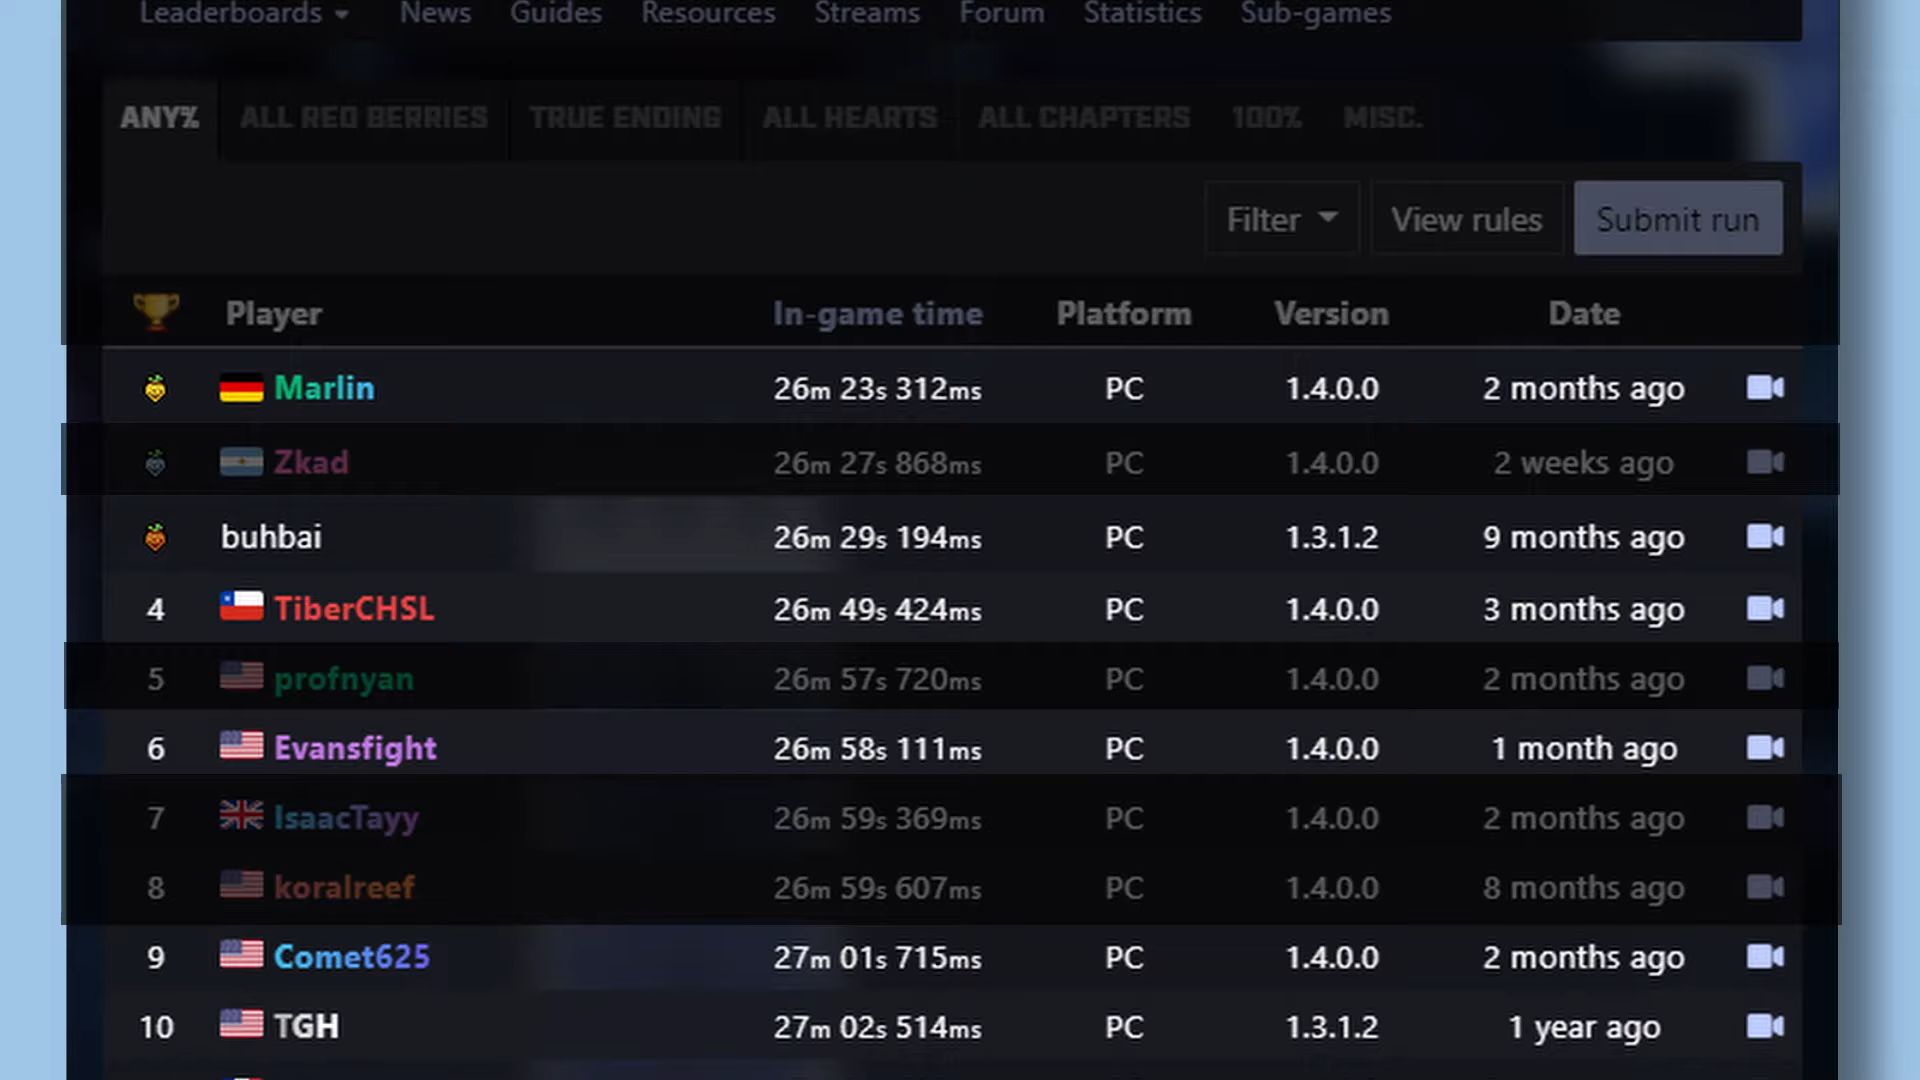 Leaderboards News Guides Resources Streams Forum Statistics Sub-games
ANY% ALL RED BERRIES TRUE ENDING ALL HEARTS ALL CHAPTERS 100% MISC.
Filter View rules Submit run
Player In-game time Platform Version Date
Marlin 26m 23s 312ms PC 1.4.0.0 2 months ago
Zkad 26m 27s 868ms PC 1.4.0.0 2 weeks ago
buhbai 26m 29s 194ms PC 1.3.1.2 9 months ago
4 TiberCHSL 26m 49s 424ms PC 1.4.0.0 3 months ago
5 profnyan 26m 57s 720ms PC 1.4.0.0 2 months ago
6 Evansfight 26m 58s 111ms PC 1.4.0.0 1 month ago
7 IsaacTayy 26m 59s 369ms PC 1.4.0.0 2 months ago
8 koralreef 26m 59s 607ms PC 1.4.0.0 8 months ago
9 Comet625 27m 01s 715ms PC 1.4.0.0 2 months ago
10 TGH 27m 02s 514ms PC 1.3.1.2 1 year ago